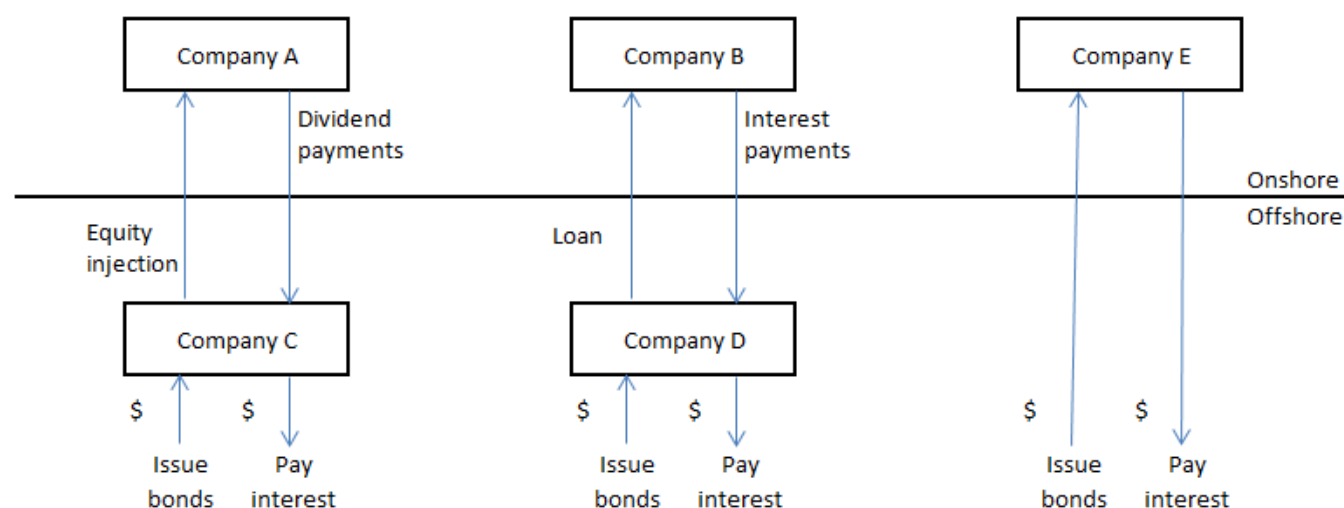 Company A
Company B
Company E
Dividend
payments
Interest
payments
Onshore
Offshore
Equity
injection
Loan
Company C
Company D
$
$
$
$
$
$
Issue
bonds
Pay
interest
Issue
bonds
Pay
interest
Issue
bonds
Pay
interest